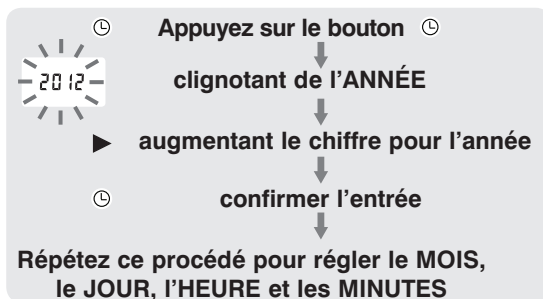 Appuyez sur le bouton
2012
clignotant de l'ANNÉE
augmentant le chiffre pour l'année
confirmer l'entrée
Répétez ce procédé pour régler le MOIS,
le JOUR, l'HEURE et les MINUTES